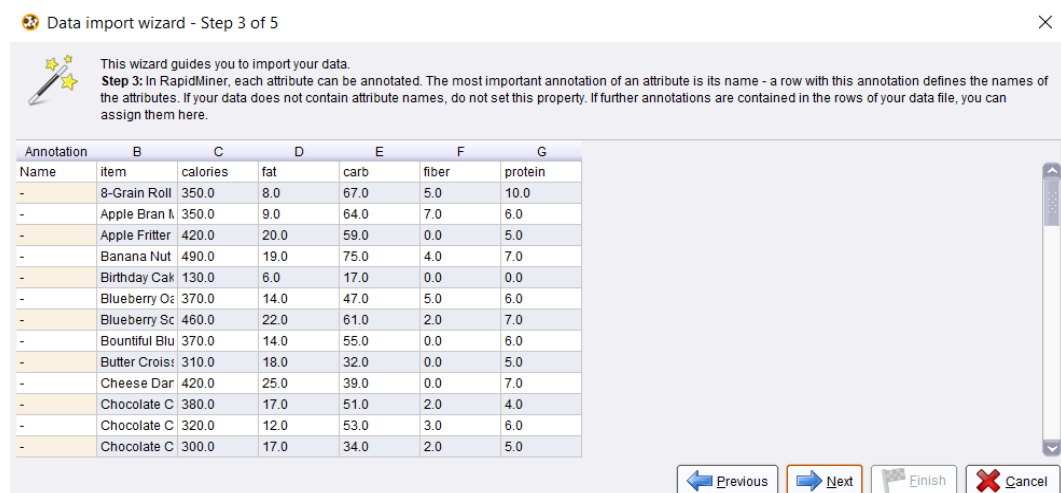 Data import wizard - Step 3 of 5
This wizard guides you to import your data.
Step 3: In RapidMiner, each attribute can be annotated. The most important annotation of an attribute is its name - a row with this annotation defines the names of
the attributes. If your data does not contain attribute names, do not set this property. If further annotations are contained in the rows of your data file, you can
assign them here.
Annotation B C D E F G
Name item calories fat carb fiber protein
- 8-Grain Roll 350.0 8.0 67.0 5.0 10.0
- Apple Bran 350.0 9.0 64.0 7.0 6.0
- Apple Fritter 420.0 20.0 59.0 0.0 5.0
- Banana Nut 490.0 19.0 75.0 4.0 7.0
- Birthday Cak 130.0 6.0 17.0 0.0 0.0
- Blueberry Oa 370.0 14.0 47.0 5.0 6.0
- Blueberry Sc 460.0 22.0 61.0 2.0 7.0
- Bountiful Blu 370.0 14.0 55.0 0.0 6.0
- Butter Croiss 310.0 18.0 32.0 0.0 5.0
- Cheese Dan 420.0 25.0 39.0 0.0 7.0
- Chocolate C 380.0 17.0 51.0 2.0 4.0
- Chocolate C 320.0 12.0 53.0 3.0 6.0
- Chocolate C 300.0 17.0 34.0 2.0 5.0
Previous Next Finish Cancel